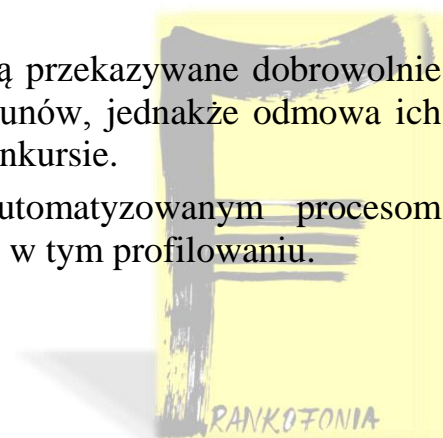 ą przekazywane dobrowolnie
unów, jednakże odmowa ich
nkursie.
utomatyzowanym procesom
w tym profilowaniu.
RANKOFONIA